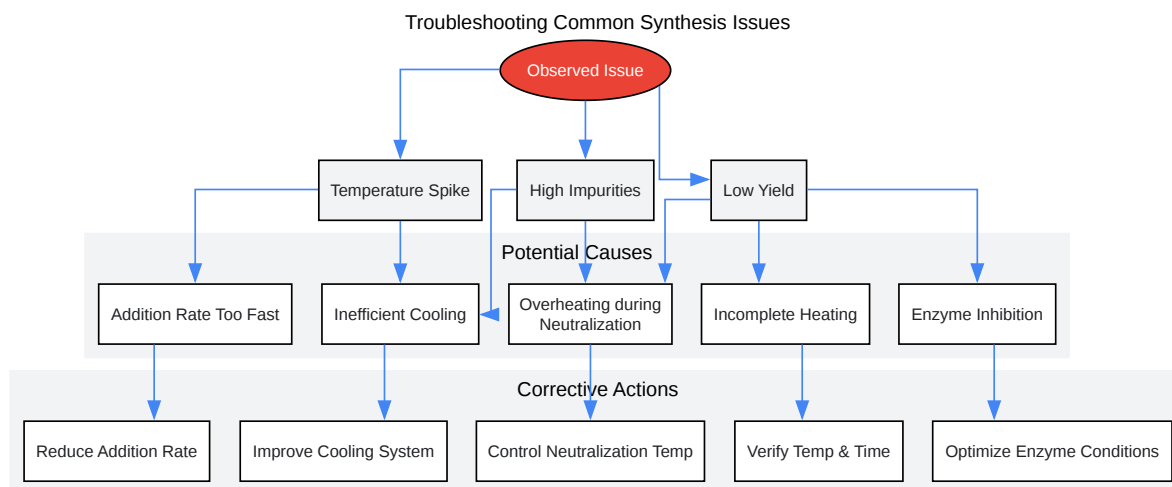 Troubleshooting Common Synthesis Issues
Observed Issue
Temperature Spike
High Impurities
Low Yield
Potential Causes
Addition Rate Too Fast
Inefficient Cooling
Overheating during
Neutralization
Incomplete Heating
Enzyme Inhibition
Corrective Actions
Reduce Addition Rate
Improve Cooling System
Control Neutralization Temp
Verify Temp & Time
Optimize Enzyme Conditions